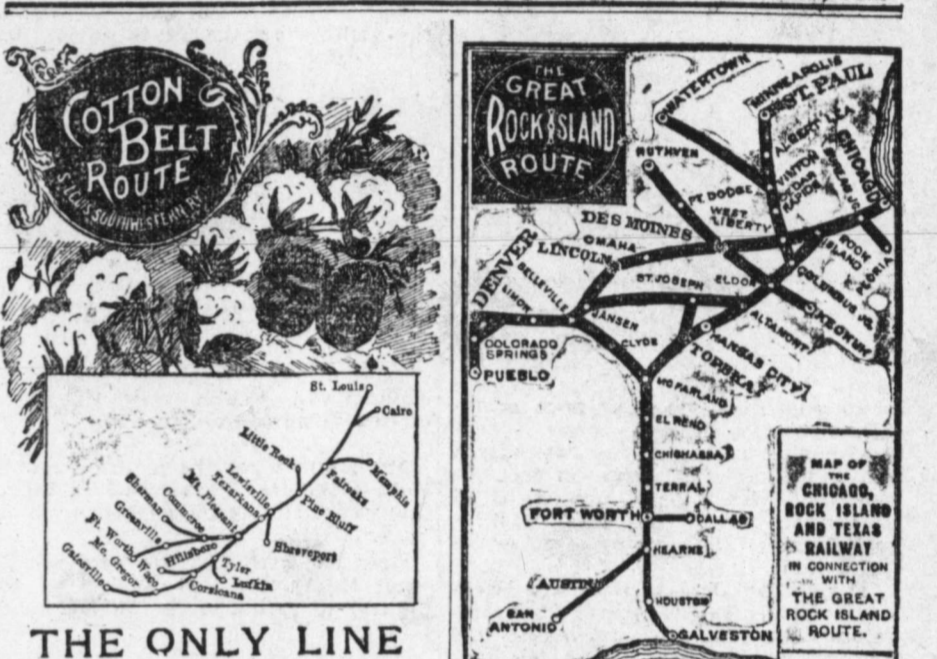 COTTON
BELT
ROUTE
ST. LOUIS SOUTHWESTERN RY
St. Louis
Cairo
Little Rock
Memphis
Fairoaks
Lewisville
Texarkana
Pine Bluff
Mt. Pleasant
Sherman
Commerce
Greenville
Shreveport
Ft. Worth
Hillsboro
Mc. Gregor
Waco
Tyler
Lufkin
Gatesville
Corsicana
THE ONLY LINE
THE
GREAT
ROCK ISLAND
ROUTE
WATERTOWN
MINNEAPOLIS
ST. PAUL
ALBERT LEA
CHICAGO
RUTHVEN
VINTON
CEDAR
FT. DODGE
WEST
LIBERTY
DES MOINES
ROCK
ISLAND
PEORIA
OMAHA
LINCOLN
DENVER
BELLEVILLE
LIMON
ST. JOSEPH
ELDON
COLUMBUS JC.
KEOKUK
JANSEN
ALTAMONT
CLYDE
COLORADO
SPRINGS
PUEBLO
KANSAS CITY
TOPEKA
MC FARLAND
EL RENO
CHICKASHA
TERRAL
FORT WORTH
DALLAS
HEARNE
AUSTIN
HOUSTON
SAN
ANTONIO
GALVESTON
MAP OF
THE
CHICAGO,
ROCK ISLAND
AND TEXAS
RAILWAY
IN CONNECTION
WITH
THE GREAT
ROCK ISLAND
ROUTE.